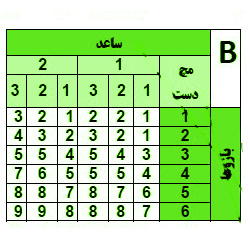 B
ساعد
مچ دست
1 2
1 2 3 1 2 3
بازوها
1 1 2 2 1 2 3
2 1 2 3 2 3 4
3 3 4 5 4 5 5
4 4 5 5 5 6 7
5 6 7 8 7 8 8
6 7 8 8 8 9 9